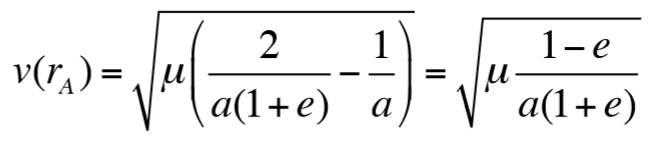 v(r_A) = √(μ(2/(a(1+e)) − 1/a)) = √(μ (1−e)/(a(1+e)))